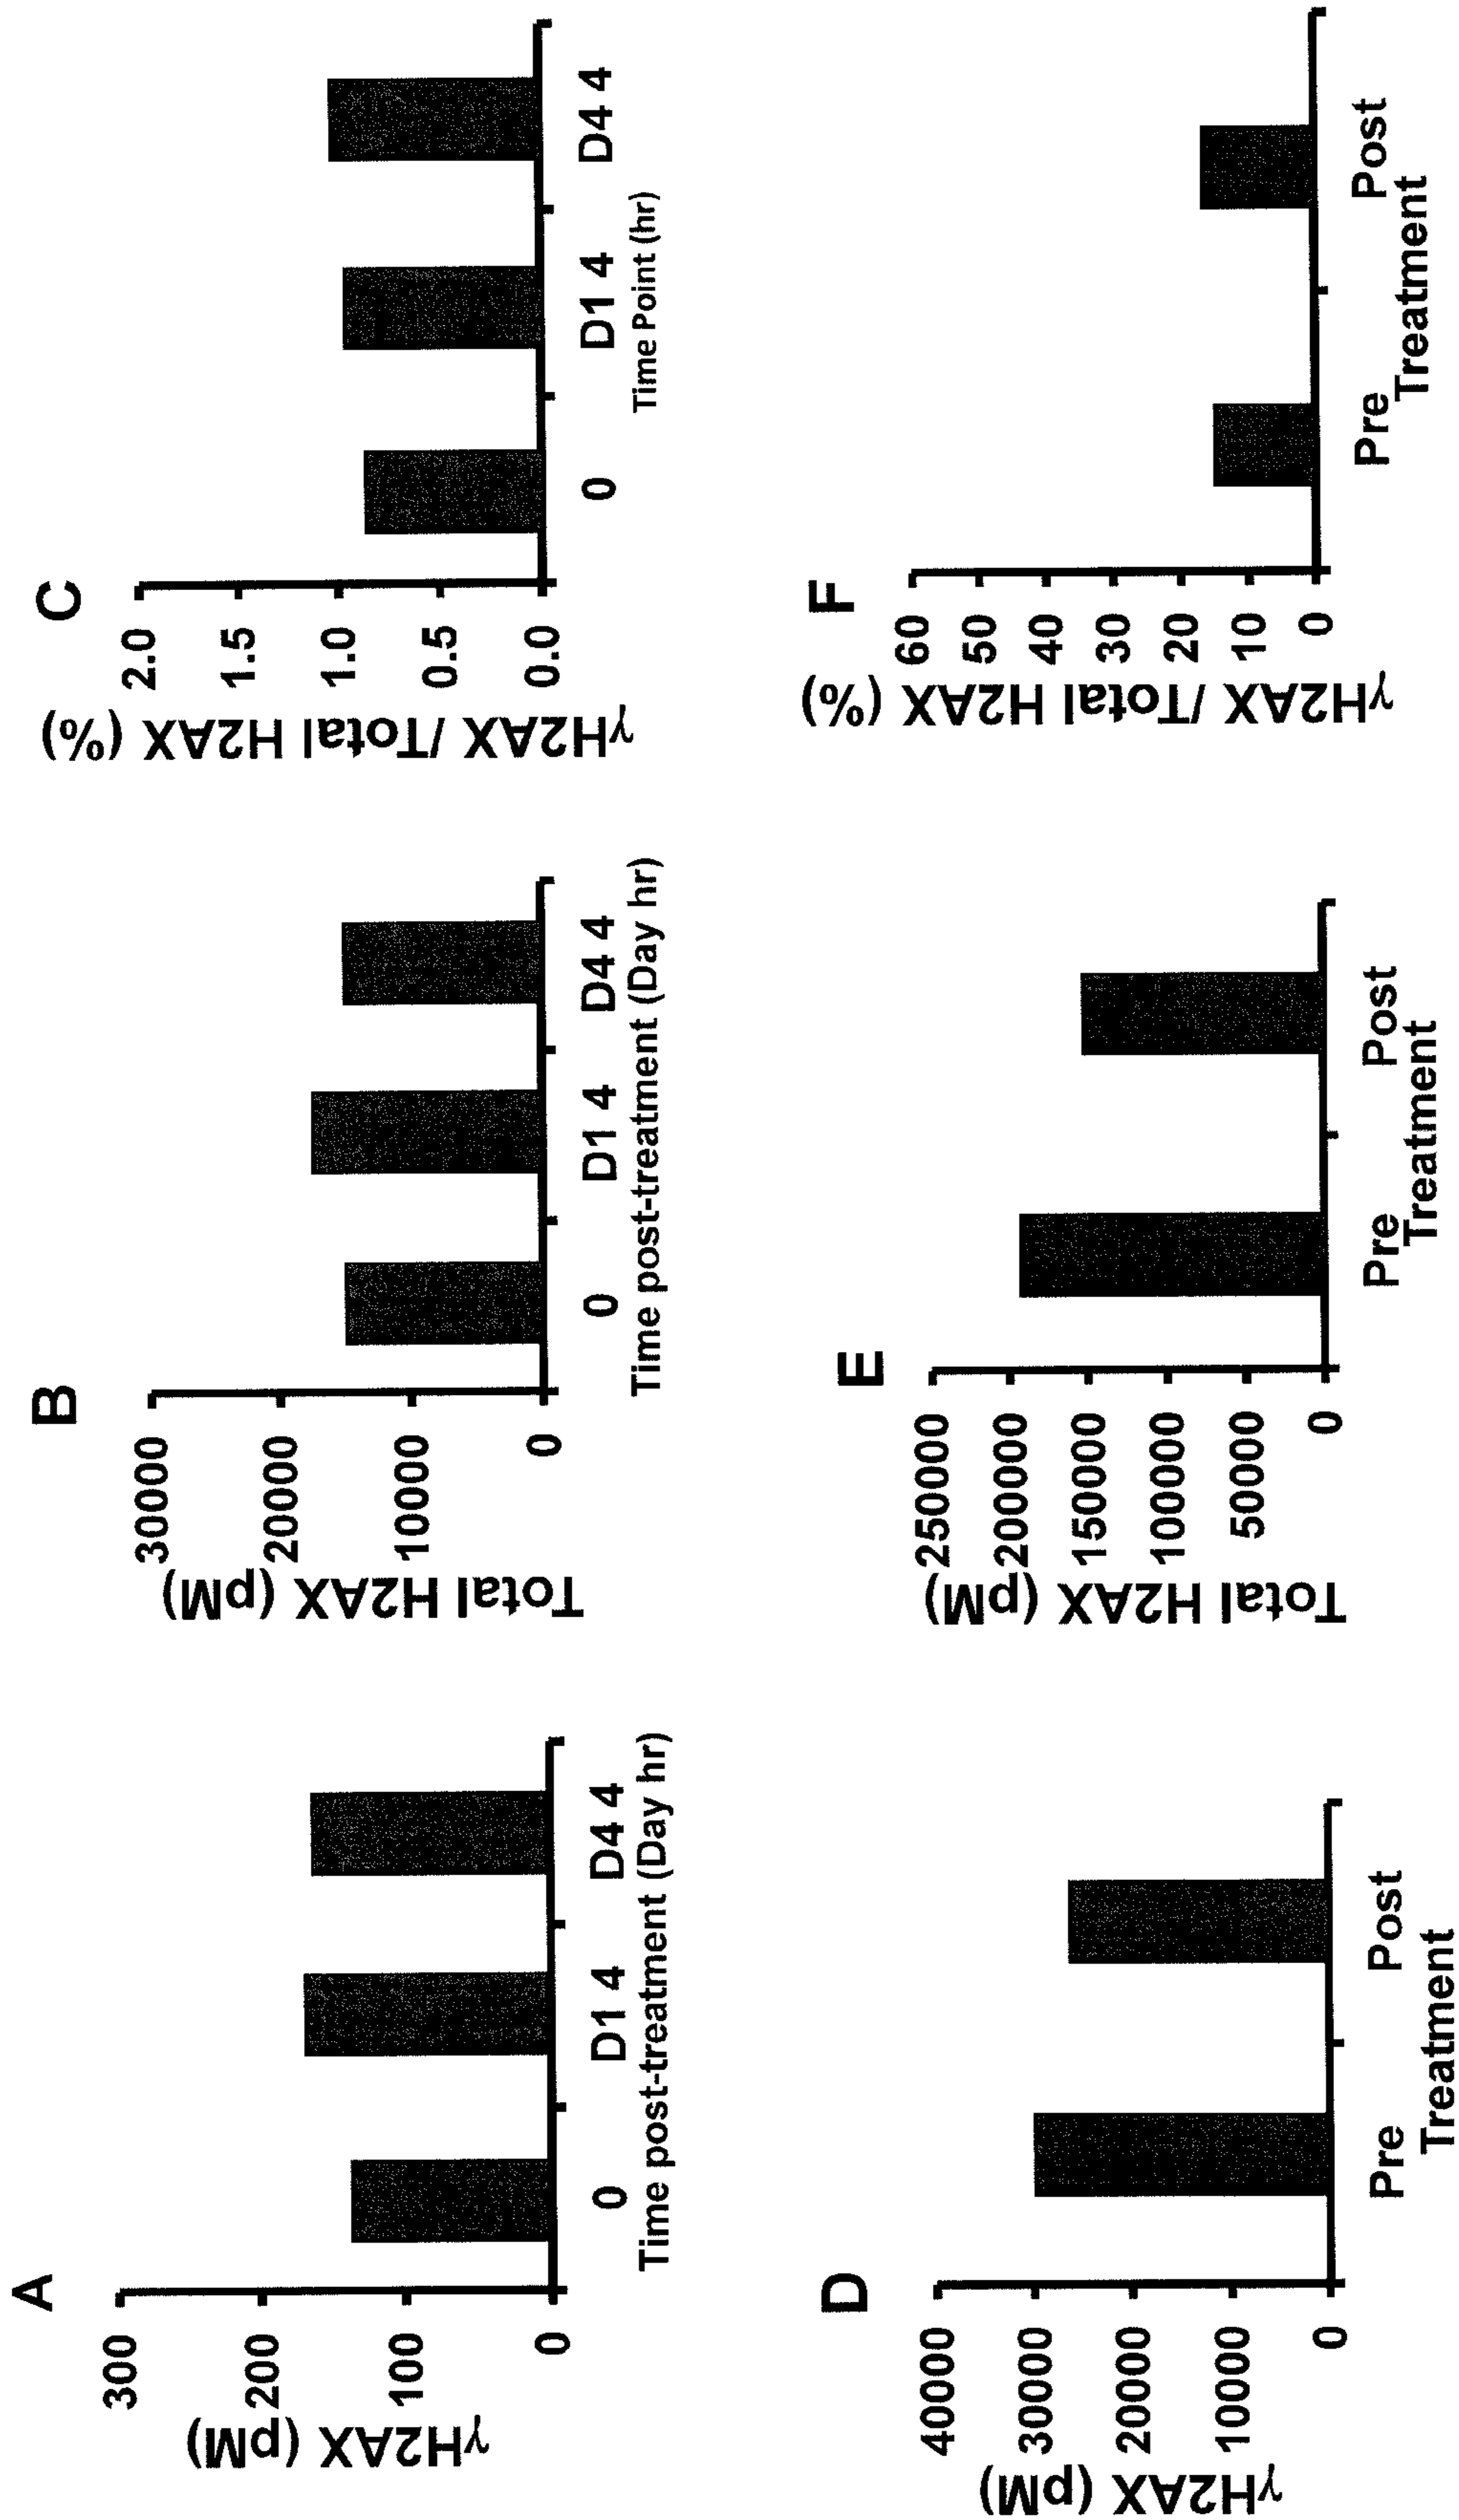 A
γH2AX (pM)
300
200
100
0
0 D1 4 D4 4
Time post-treatment (Day hr)
B
Total H2AX (pM)
30000
20000
10000
0
0 D1 4 D4 4
Time post-treatment (Day hr)
C
γH2AX /Total H2AX (%)
2.0
1.5
1.0
0.5
0.0
0 D1 4 D4 4
Time Point (hr)
D
γH2AX (pM)
40000
30000
20000
10000
0
Pre Post
Treatment
E
Total H2AX (pM)
250000
200000
150000
100000
50000
0
Pre Post
Treatment
F
γH2AX /Total H2AX (%)
60
50
40
30
20
10
0
Pre Post
Treatment